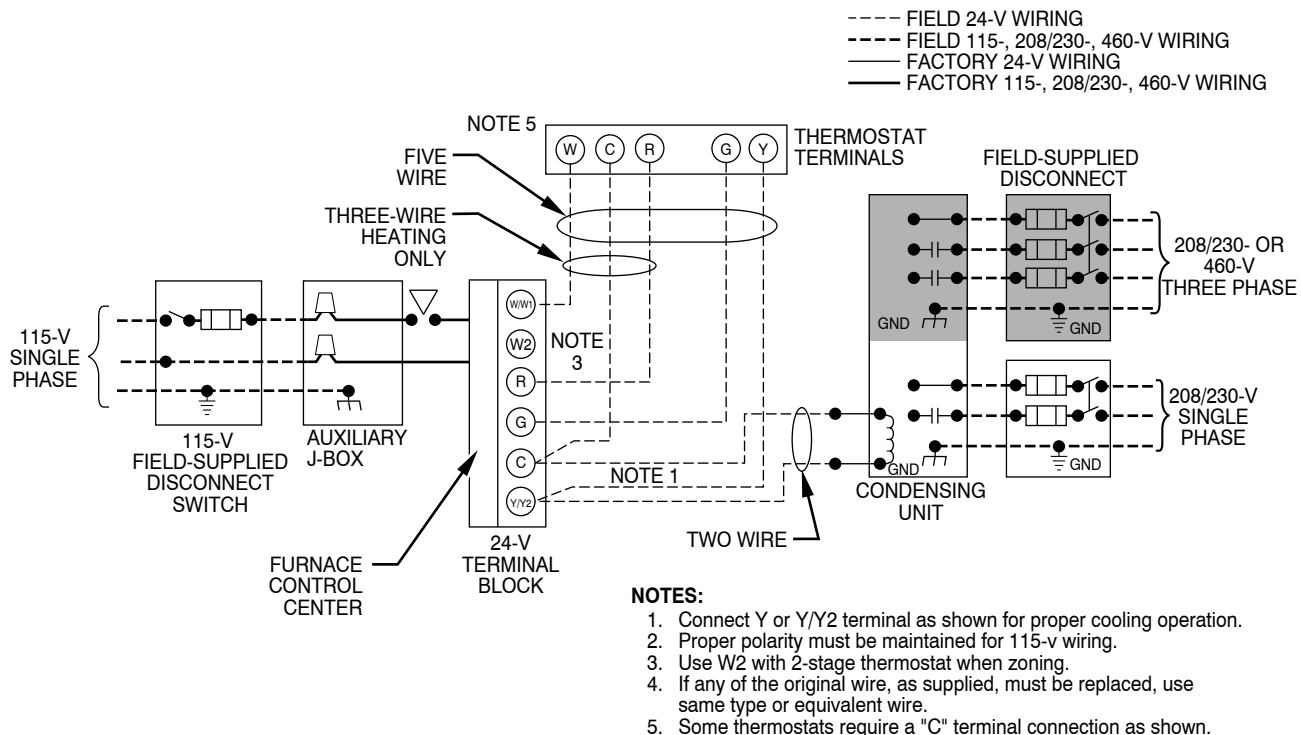 FIELD 24-V WIRING
FIELD 115-, 208/230-, 460-V WIRING
FACTORY 24-V WIRING
FACTORY 115-, 208/230-, 460-V WIRING
NOTE 5
W C R G Y
THERMOSTAT
TERMINALS
FIVE
WIRE
THREE-WIRE
HEATING
ONLY
FIELD-SUPPLIED
DISCONNECT
208/230- OR
460-V
THREE PHASE
GND
GND
115-V
SINGLE
PHASE
W/W1
W2
R
G
C
Y/Y2
NOTE
3
NOTE 1
115-V
FIELD-SUPPLIED
DISCONNECT
SWITCH
AUXILIARY
J-BOX
208/230-V
SINGLE
PHASE
GND
GND
CONDENSING
UNIT
TWO WIRE
FURNACE
CONTROL
CENTER
24-V
TERMINAL
BLOCK
NOTES:
1. Connect Y or Y/Y2 terminal as shown for proper cooling operation.
2. Proper polarity must be maintained for 115-v wiring.
3. Use W2 with 2-stage thermostat when zoning.
4. If any of the original wire, as supplied, must be replaced, use
same type or equivalent wire.
5. Some thermostats require a "C" terminal connection as shown.